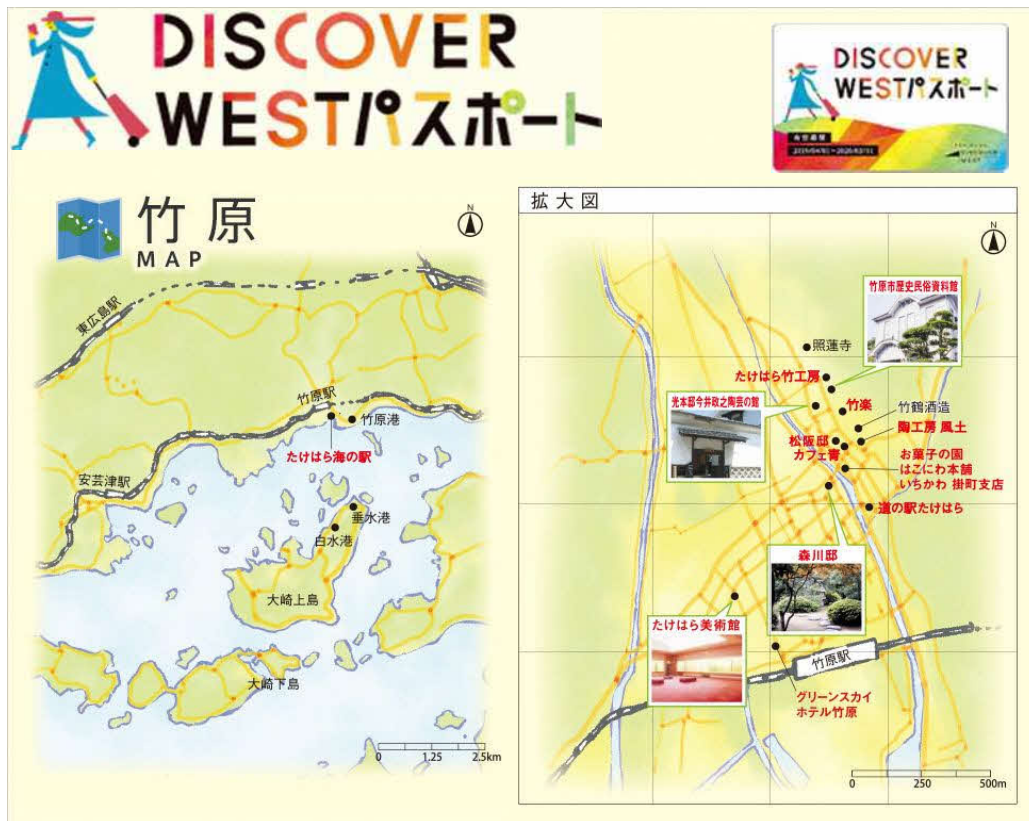 DISCOVER
WESTパスポート
DISCOVER
WESTパスポート
有効期間
竹原
MAP
N
東広島駅
竹原駅
竹原港
たけはら海の駅
安芸津駅
垂水港
白水港
大崎上島
大崎下島
0 1.25 2.5km
拡大図
N
竹原市歴史民俗資料館
照蓮寺
たけはら竹工房
光本邸今井政之陶芸の館
竹楽
竹鶴酒造
陶工房 風土
松阪邸
カフェ青
お菓子の園
はこにわ本舗
いちかわ 掛町支店
道の駅たけはら
森川邸
たけはら美術館
竹原駅
グリーンスカイ
ホテル竹原
0 250 500m